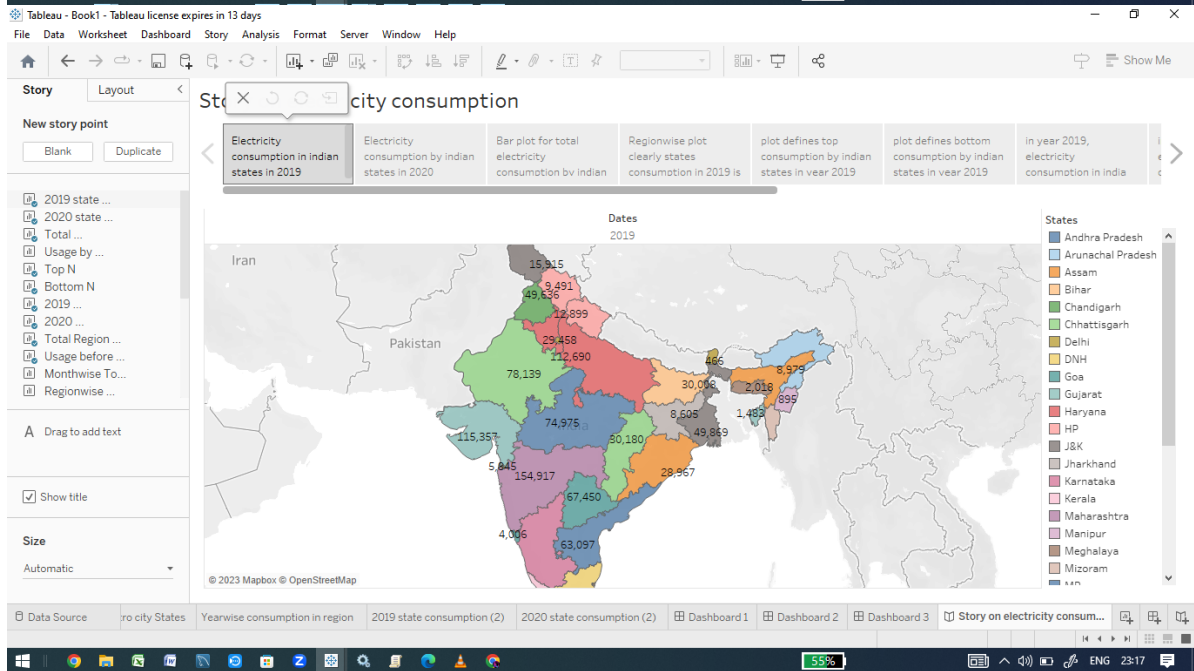 Tableau - Book1 - Tableau license expires in 13 days
File Data Worksheet Dashboard Story Analysis Format Server Window Help
Show Me
Story Layout
New story point
Blank Duplicate
2019 state ...
2020 state ...
Total ...
Usage by ...
Top N
Bottom N
2019 ...
2020 ...
Total Region ...
Usage before ...
Monthwise To...
Regionwise ...
A Drag to add text
Show title
Size
Automatic
city consumption
Electricity
consumption in indian
states in 2019
Electricity
consumption by indian
states in 2020
Bar plot for total
electricity
consumption by indian
Regionwise plot
clearly states
consumption in 2019 is
plot defines top
consumption by indian
states in year 2019
plot defines bottom
consumption by indian
states in year 2019
in year 2019,
electricity
consumption in india
Dates
2019
Iran
Pakistan
15,915
9,491
49,636
12,899
29,458
112,690
78,139
466
8,979
30,008
2,018
895
74,975
8,605
1,483
115,357
30,180
49,869
5,845
154,917
28,967
67,450
4,006
63,097
© 2023 Mapbox © OpenStreetMap
States
Andhra Pradesh
Arunachal Pradesh
Assam
Bihar
Chandigarh
Chhattisgarh
Delhi
DNH
Goa
Gujarat
Haryana
HP
J&K
Jharkhand
Karnataka
Kerala
Maharashtra
Manipur
Meghalaya
Mizoram
MP
Data Source
ro city States
Yearwise consumption in region
2019 state consumption (2)
2020 state consumption (2)
Dashboard 1
Dashboard 2
Dashboard 3
Story on electricity consum...
55%
ENG 23:17